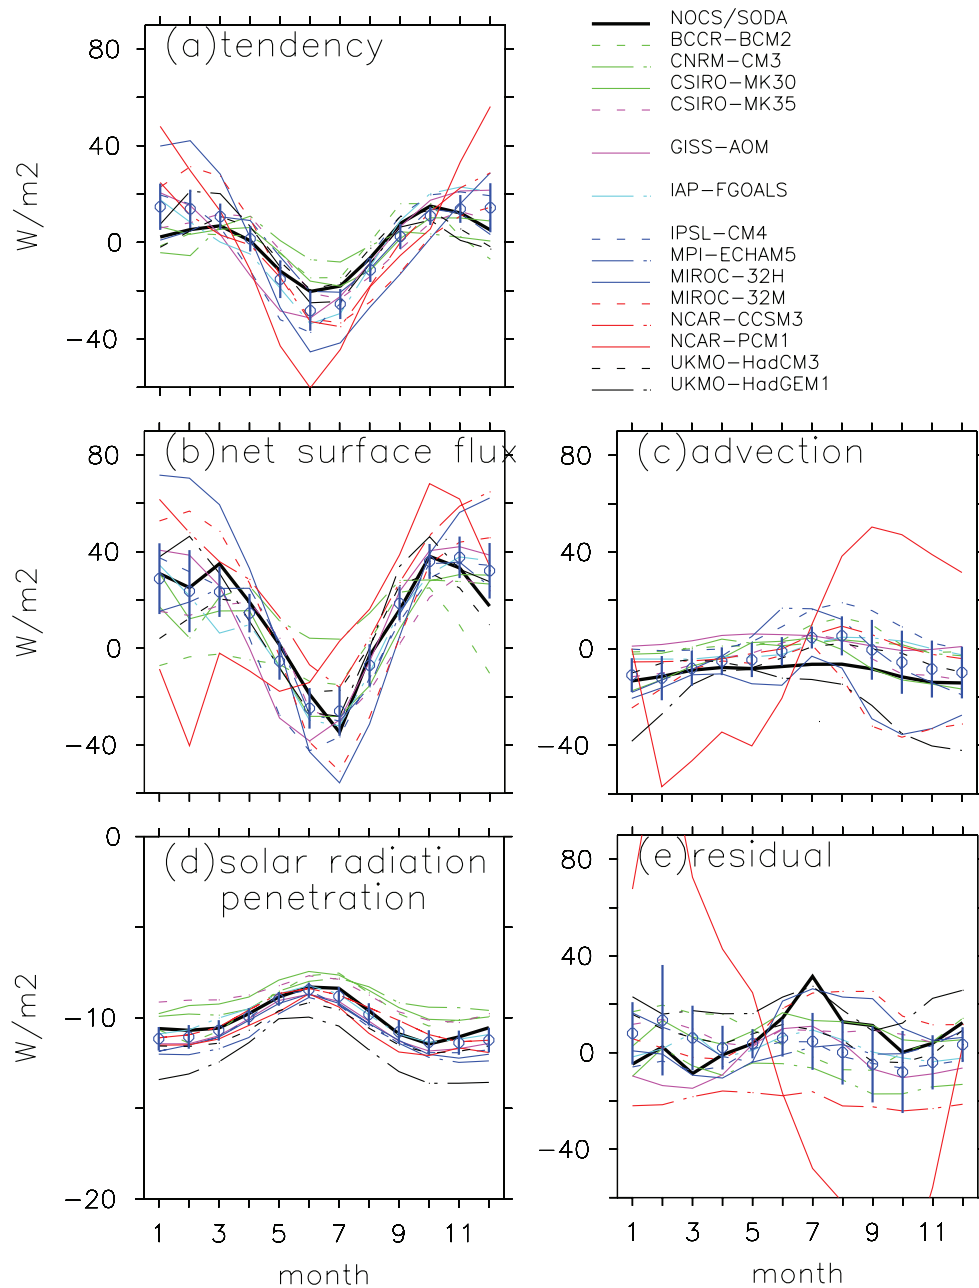 (a)tendency
80
40
0
−40
W/m2
NOCS/SODA
BCCR−BCM2
CNRM−CM3
CSIRO−MK30
CSIRO−MK35
GISS−AOM
IAP−FGOALS
IPSL−CM4
MPI−ECHAM5
MIROC−32H
MIROC−32M
NCAR−CCSM3
NCAR−PCM1
UKMO−HadCM3
UKMO−HadGEM1
(b)net surface flux
80
40
0
−40
W/m2
(c)advection
80
40
0
−40
(d)solar radiation
penetration
0
−10
−20
W/m2
1 3 5 7 9 11
month
(e)residual
80
40
0
−40
1 3 5 7 9 11
month